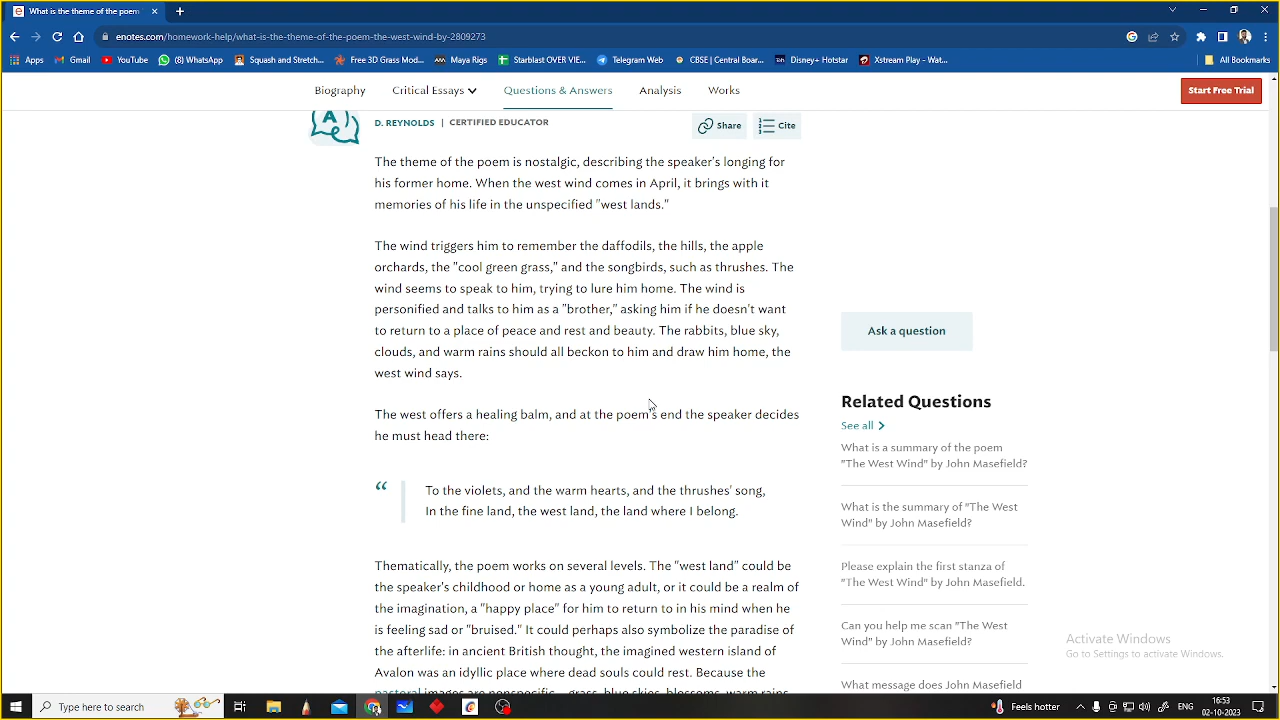 What is the theme of the poem "
enotes.com/homework-help/what-is-the-theme-of-the-poem-the-west-wind-by-2809273
Apps
Gmail
YouTube
(8) WhatsApp
Squash and Stretch...
Free 3D Grass Mod...
Maya Rigs
Starblast OVER VIE...
Telegram Web
CBSE | Central Boar...
Disney+ Hotstar
Xstream Play - Wat...
All Bookmarks
Biography
Critical Essays
Questions & Answers
Analysis
Works
Start Free Trial
D. REYNOLDS | CERTIFIED EDUCATOR
Share
Cite
The theme of the poem is nostalgic, describing the speaker's longing for
his former home. When the west wind comes in April, it brings with it
memories of his life in the unspecified "west lands."
The wind triggers him to remember the daffodils, the hills, the apple
orchards, the "cool green grass," and the songbirds, such as thrushes. The
wind seems to speak to him, trying to lure him home. The wind is
personified and talks to him as a "brother," asking him if he doesn't want
to return to a place of peace and rest and beauty. The rabbits, blue sky,
clouds, and warm rains should all beckon to him and draw him home, the
west wind says.
The west offers a healing balm, and at the poem's end the speaker decides
he must head there:
“
To the violets, and the warm hearts, and the thrushes' song,
In the fine land, the west land, the land where I belong.
Thematically, the poem works on several levels. The "west land" could be
the speaker's childhood or home as a young adult, or it could be a realm of
the imagination, a "happy place" for him to return to in his mind when he
is feeling sad or "bruised." It could perhaps also symbolize the paradise of
the afterlife: in ancient British thought, the imagined western island of
Avalon was an idyllic place where dead souls could rest. Because the
pastoral images are nonspecific—grass, blue skies, blossoms, warm rains
Ask a question
Related Questions
See all
What is a summary of the poem
"The West Wind" by John Masefield?
What is the summary of "The West
Wind" by John Masefield?
Please explain the first stanza of
"The West Wind" by John Masefield.
Can you help me scan "The West
Wind" by John Masefield?
What message does John Masefield
Activate Windows
Go to Settings to activate Windows.
Type here to search
Feels hotter
ENG
16:53
02-10-2023